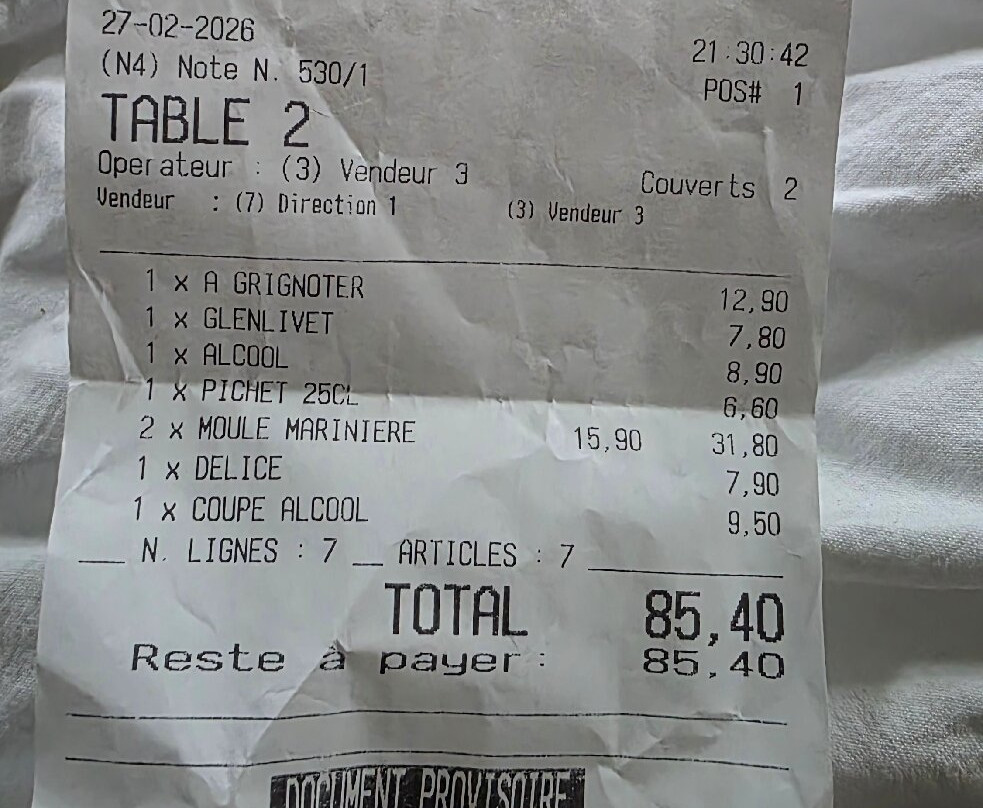 27-02-2026 21:30:42
(N4) Note N. 530/1 POS# 1
TABLE 2
Operateur : (3) Vendeur 3 Couverts 2
Vendeur : (7) Direction 1 (3) Vendeur 3
1 x A GRIGNOTER 12,90
1 x GLENLIVET 7,80
1 x ALCOOL 8,90
1 x PICHET 25CL 6,60
2 x MOULE MARINIERE 15,90 31,80
1 x DELICE 7,90
1 x COUPE ALCOOL 9,50
N. LIGNES : 7 __ ARTICLES : 7
TOTAL 85,40
Reste à payer: 85,40
DOCUMENT PROVISOIRE